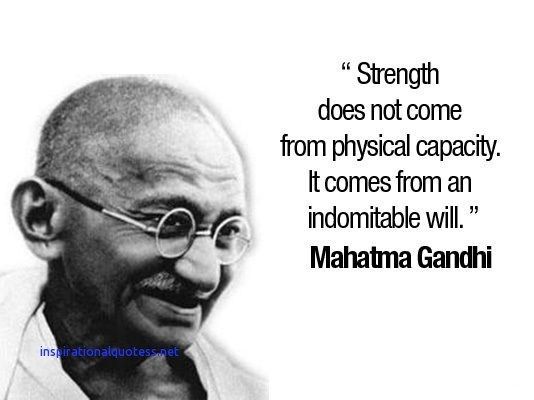 “ Strength
does not come
from physical capacity.
It comes from an
indomitable will. ”
Mahatma Gandhi
inspirationalquotess.net